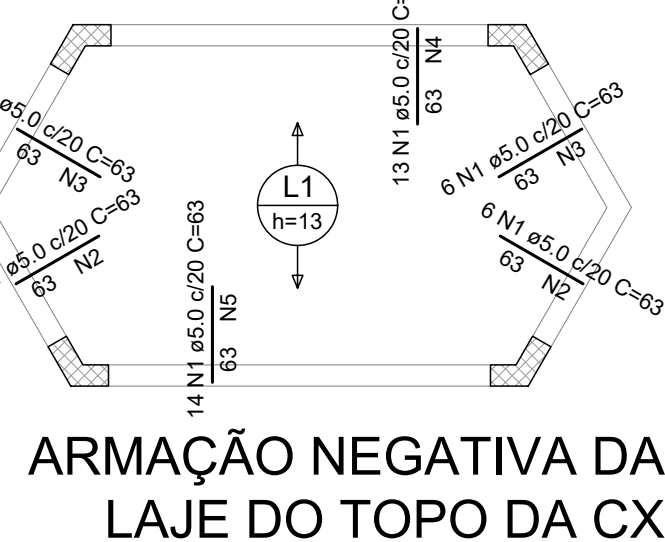 13 N1 ø5.0 c/20 C=
63 N4
ø5.0 c/20 C=63
63 N3
6 N1 ø5.0 c/20 C=63
63 N3
L1
h=13
ø5.0 c/20 C=63
63 N2
6 N1 ø5.0 c/20 C=63
63 N2
14 N1 ø5.0 c/20 C=63
63 N5
ARMAÇÃO NEGATIVA DA
LAJE DO TOPO DA CX